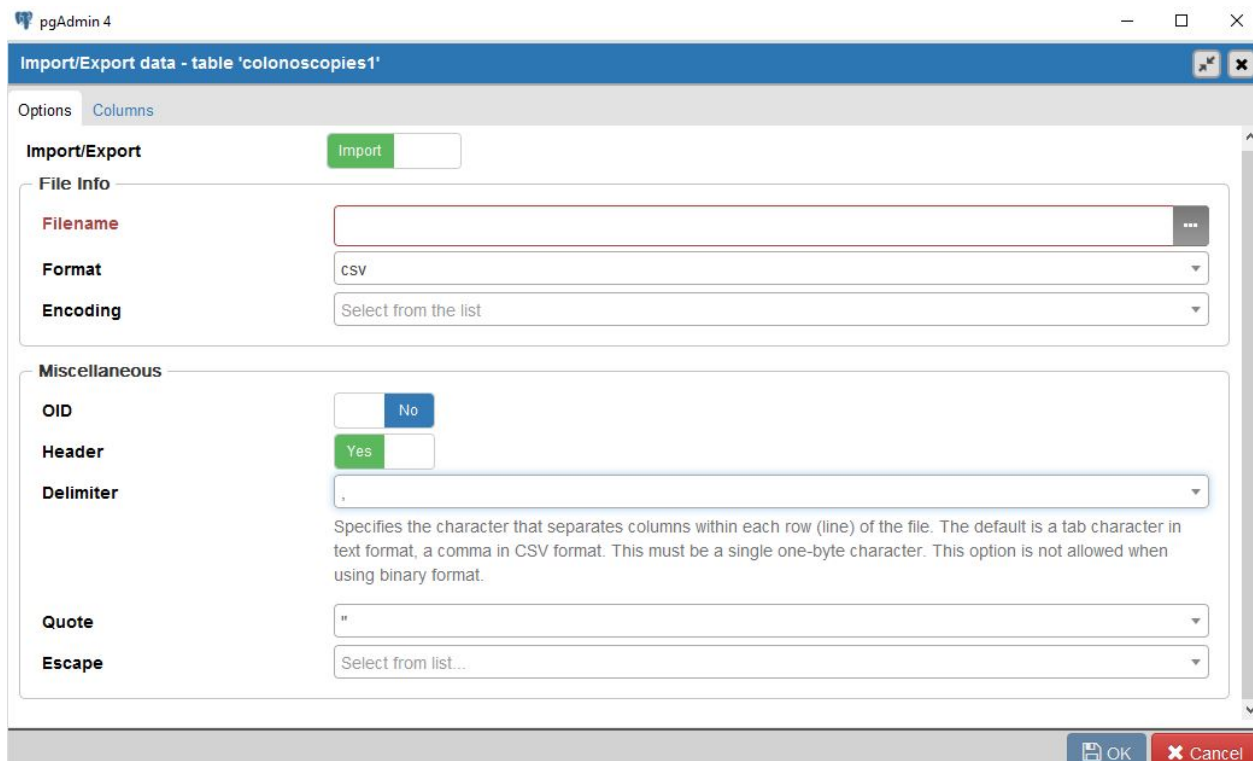 pgAdmin 4
Import/Export data - table 'colonoscopies1'
Options Columns
Import/Export Import
File Info
Filename
Format csv
Encoding Select from the list
Miscellaneous
OID No
Header Yes
Delimiter ,
Specifies the character that separates columns within each row (line) of the file. The default is a tab character in
text format, a comma in CSV format. This must be a single one-byte character. This option is not allowed when
using binary format.
Quote "
Escape Select from list...
OK Cancel